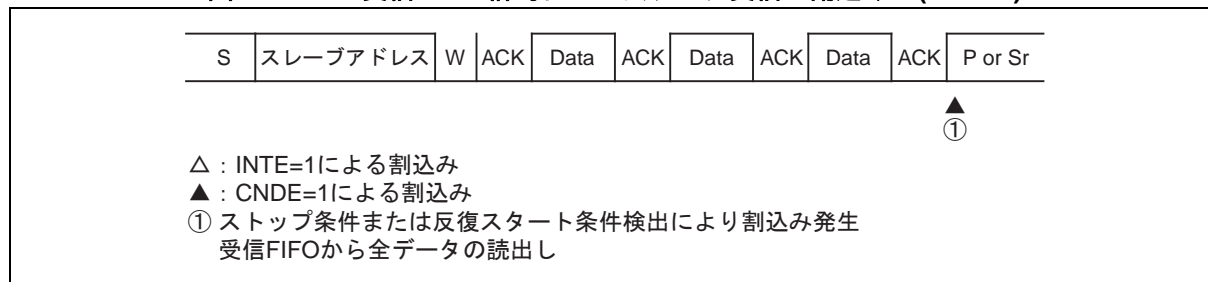 S スレーブアドレス W ACK Data ACK Data ACK Data ACK P or Sr
▲
①
△：INTE=1による割込み
▲：CNDE=1による割込み
① ストップ条件または反復スタート条件検出により割込み発生
受信FIFOから全データの読出し